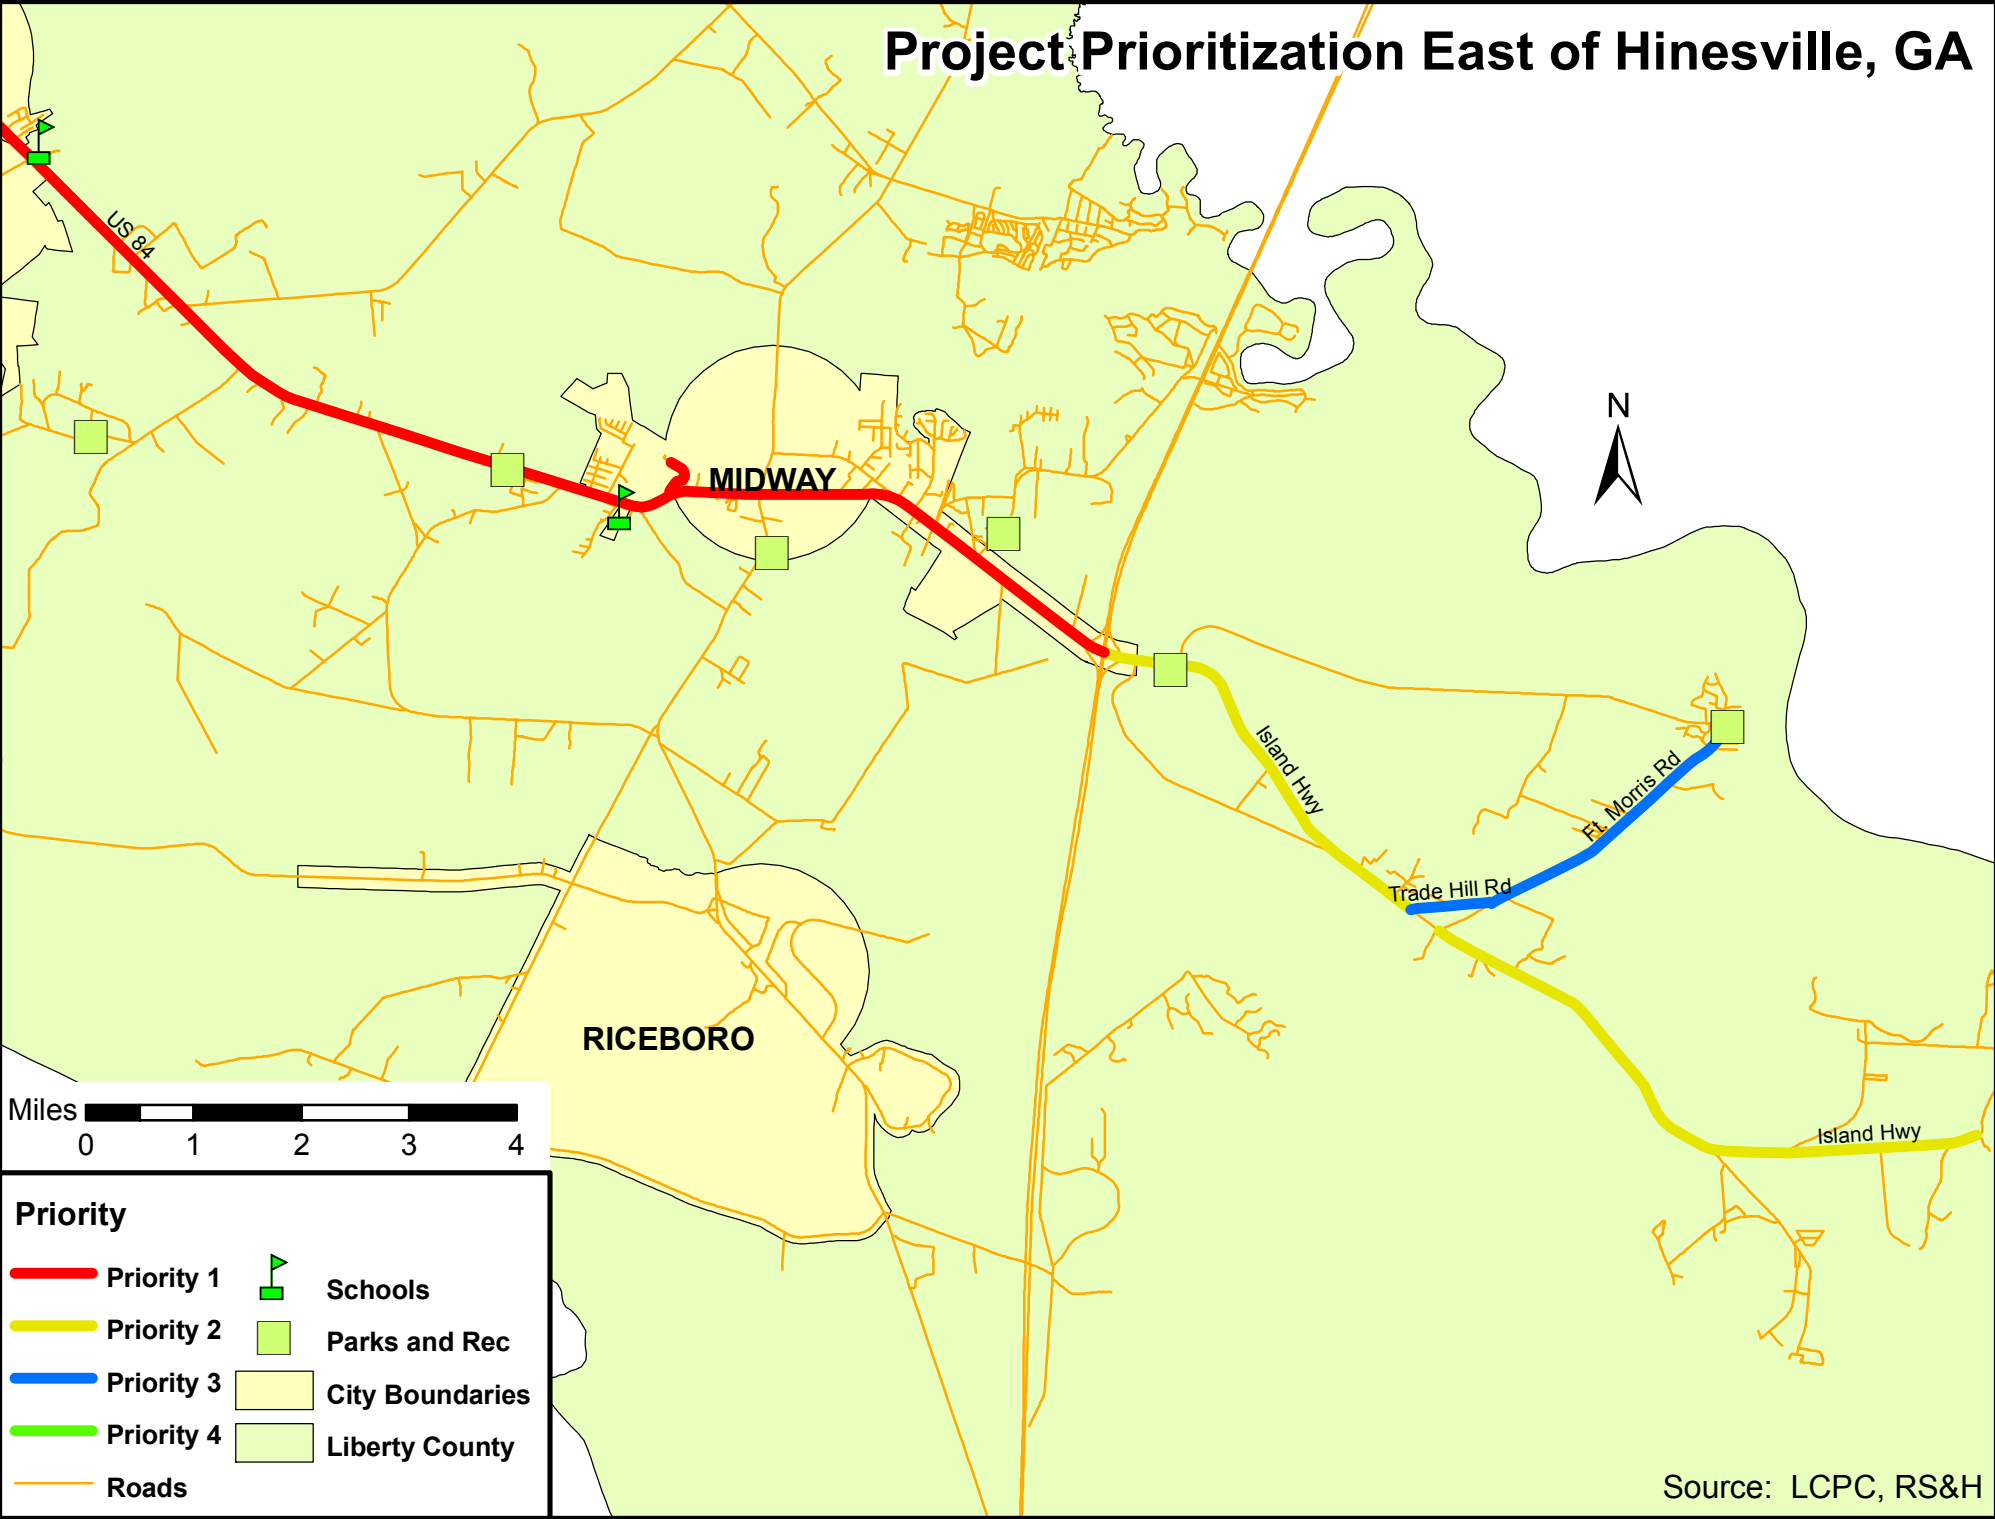 Project Prioritization East of Hinesville, GA
US 84
N
MIDWAY
Island Hwy
Ft. Morris Rd
Trade Hill Rd
RICEBORO
Island Hwy
Miles
0 1 2 3 4
Priority
Priority 1
Priority 2
Priority 3
Priority 4
Roads
Schools
Parks and Rec
City Boundaries
Liberty County
Source: LCPC, RS&H